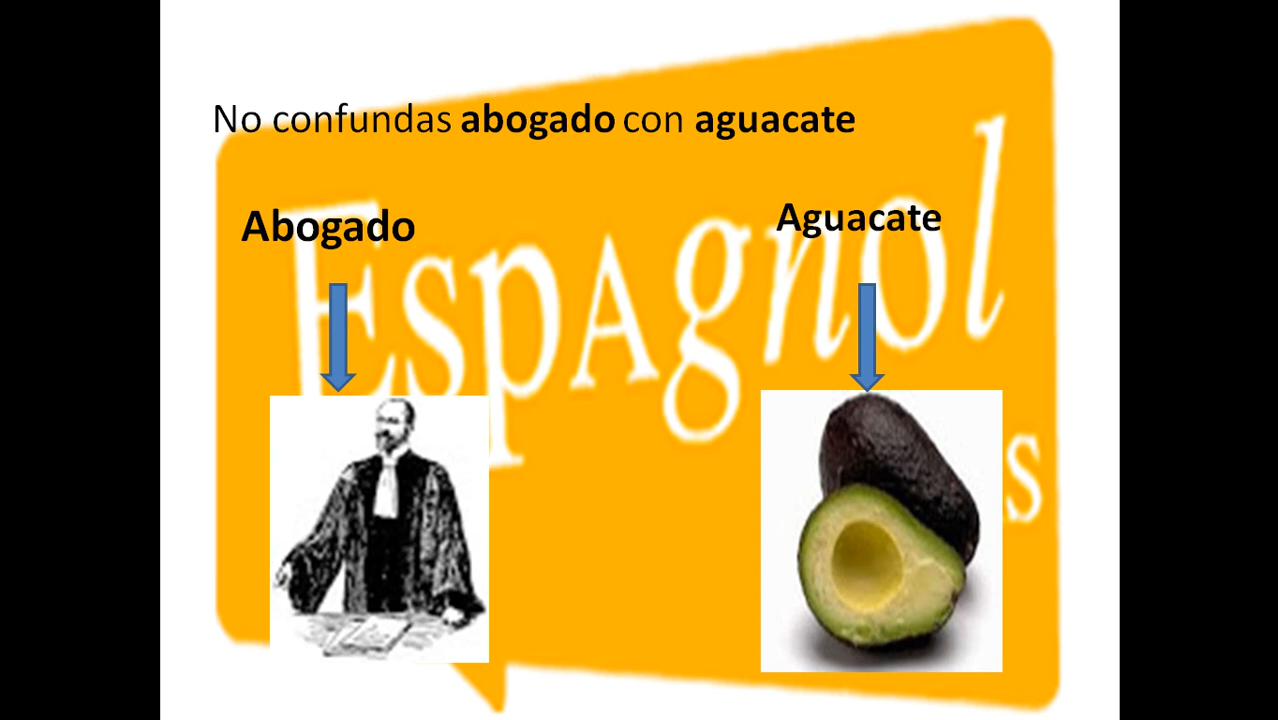 No confundas abogado con aguacate
Abogado
Aguacate
Espagnol
s